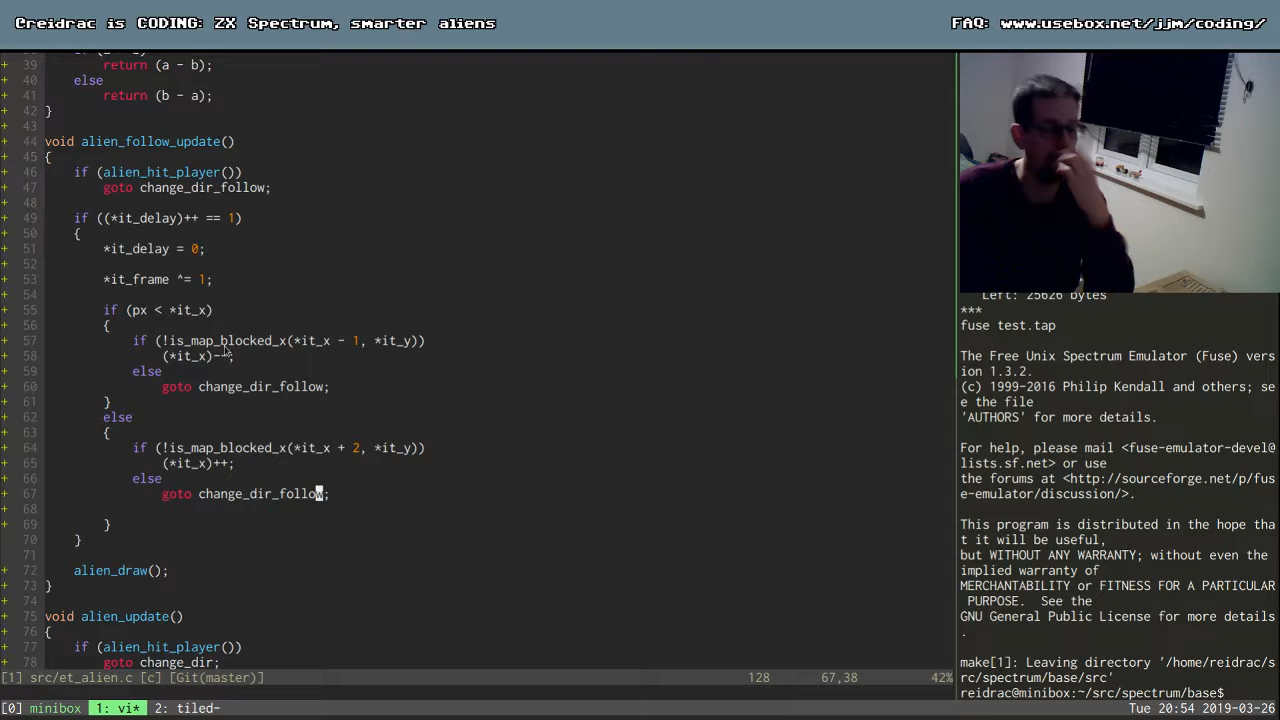 Creidrac is CODING: ZX Spectrum, smarter aliens
FAQ: www.usebox.net/jjm/coding/
+ 39 return (a - b);
+ 40 else
+ 41 return (b - a);
+ 42 }
+ 43
+ 44 void alien_follow_update()
+ 45 {
+ 46 if (alien_hit_player())
+ 47 goto change_dir_follow;
+ 48
+ 49 if ((*it_delay)++ == 1)
+ 50 {
+ 51 *it_delay = 0;
+ 52
+ 53 *it_frame ^= 1;
+ 54
+ 55 if (px < *it_x)
+ 56 {
+ 57 if (!is_map_blocked_x(*it_x - 1, *it_y))
+ 58 (*it_x)--;
+ 59 else
+ 60 goto change_dir_follow;
+ 61 }
+ 62 else
+ 63 {
+ 64 if (!is_map_blocked_x(*it_x + 2, *it_y))
+ 65 (*it_x)++;
+ 66 else
+ 67 goto change_dir_follow;
+ 68
+ 69 }
+ 70 }
+ 71
+ 72 alien_draw();
+ 73 }
+ 74
+ 75 void alien_update()
+ 76 {
+ 77 if (alien_hit_player())
+ 78 goto change_dir;
[1] src/et_alien.c [c] [Git(master)] 128 67,38 42%
Left: 25626 bytes
***
fuse test.tap
The Free Unix Spectrum Emulator (Fuse) vers
ion 1.3.2.
(c) 1999-2016 Philip Kendall and others; se
e the file
'AUTHORS' for more details.
For help, please mail <fuse-emulator-devel@
lists.sf.net> or use
the forums at <http://sourceforge.net/p/fus
e-emulator/discussion/>.
This program is distributed in the hope tha
t it will be useful,
but WITHOUT ANY WARRANTY; without even the
implied warranty of
MERCHANTABILITY or FITNESS FOR A PARTICULAR
PURPOSE. See the
GNU General Public License for more details
.
make[1]: Leaving directory '/home/reidrac/s
rc/spectrum/base/src'
reidrac@minibox:~/src/spectrum/base$
[0] minibox 1: vi* 2: tiled- Tue 20:54 2019-03-26